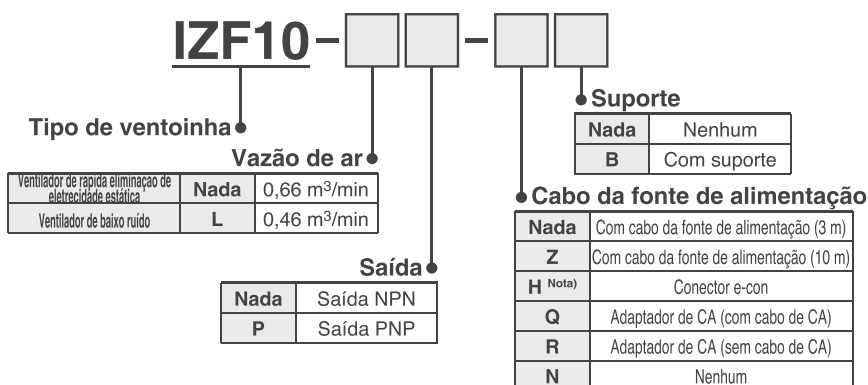 IZF10 – –
Tipo de ventoinha
Vazão de ar
Ventilador de rápida eliminação de eletrecidade estática Nada 0,66 m³/min
Ventilador de baixo ruído L 0,46 m³/min
Saída
Nada Saída NPN
P Saída PNP
Suporte
Nada Nenhum
B Com suporte
Cabo da fonte de alimentação
Nada Com cabo da fonte de alimentação (3 m)
Z Com cabo da fonte de alimentação (10 m)
H Nota) Conector e-con
Q Adaptador de CA (com cabo de CA)
R Adaptador de CA (sem cabo de CA)
N Nenhum